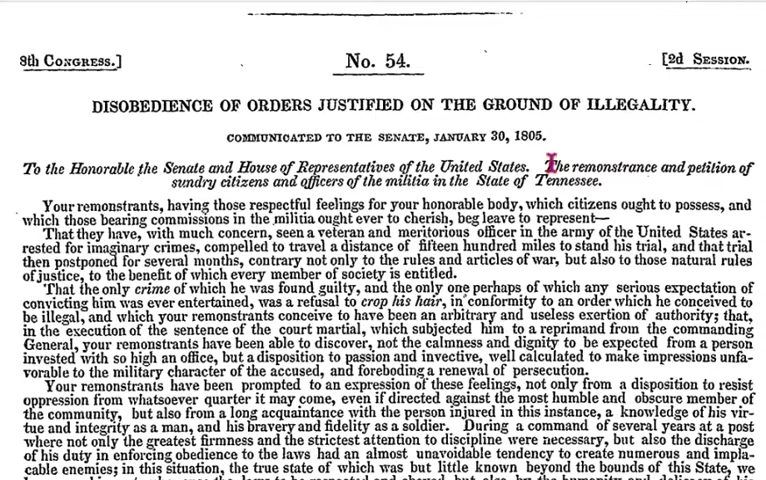 8th Congress.] No. 54. [2d Session.
DISOBEDIENCE OF ORDERS JUSTIFIED ON THE GROUND OF ILLEGALITY.
COMMUNICATED TO THE SENATE, JANUARY 30, 1805.
To the Honorable the Senate and House of Representatives of the United States. The remonstrance and petition of
sundry citizens and officers of the militia in the State of Tennessee.
Your remonstrants, having those respectful feelings for your honorable body, which citizens ought to possess, and
which those bearing commissions in the militia ought ever to cherish, beg leave to represent—
That they have, with much concern, seen a veteran and meritorious officer in the army of the United States ar-
rested for imaginary crimes, compelled to travel a distance of fifteen hundred miles to stand his trial, and that trial
then postponed for several months, contrary not only to the rules and articles of war, but also to those natural rules
of justice, to the benefit of which every member of society is entitled.
That the only crime of which he was found guilty, and the only one perhaps of which any serious expectation of
convicting him was ever entertained, was a refusal to crop his hair, in conformity to an order which he conceived to
be illegal, and which your remonstrants conceive to have been an arbitrary and useless exertion of authority; that,
in the execution of the sentence of the court martial, which subjected him to a reprimand from the commanding
General, your remonstrants have been able to discover, not the calmness and dignity to be expected from a person
invested with so high an office, but a disposition to passion and invective, well calculated to make impressions unfa-
vorable to the military character of the accused, and foreboding a renewal of persecution.
Your remonstrants have been prompted to an expression of these feelings, not only from a disposition to resist
oppression from whatsoever quarter it may come, even if directed against the most humble and obscure member of
the community, but also from a long acquaintance with the person injured in this instance, a knowledge of his vir-
tue and integrity as a man, and his bravery and fidelity as a soldier. During a command of several years at a post
where not only the greatest firmness and the strictest attention to discipline were necessary, but also the discharge
of his duty in enforcing obedience to the laws had an almost unavoidable tendency to create numerous and impla-
cable enemies; in this situation, the true state of which was but little known beyond the bounds of this State, we